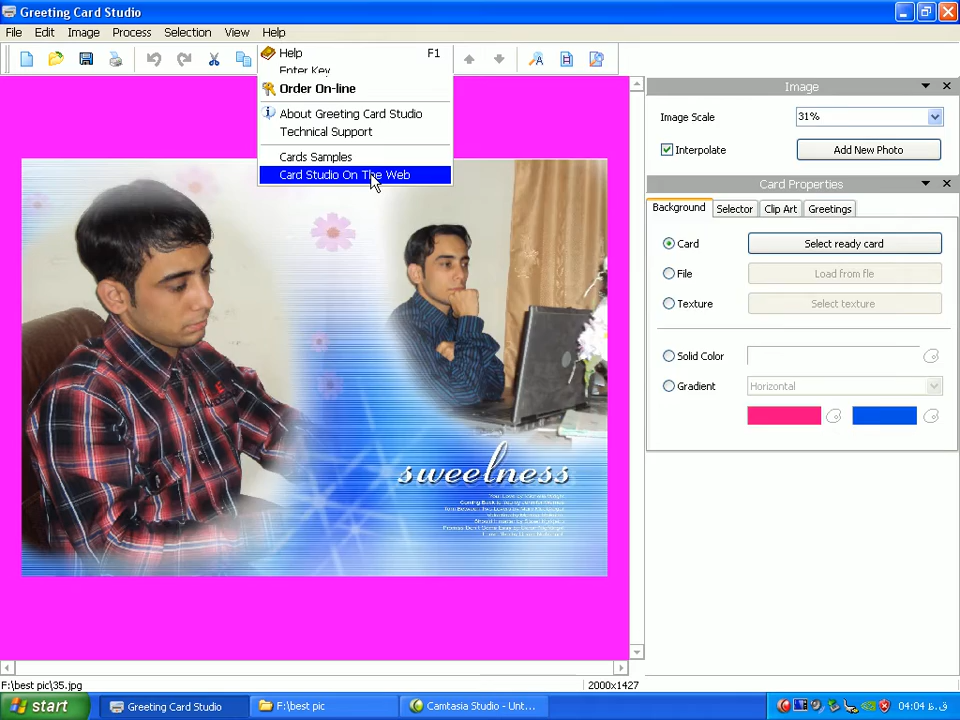 Greeting Card Studio
File Edit Image Process Selection View Help
Help F1
Enter Key
Order On-line
About Greeting Card Studio
Technical Support
Cards Samples
Card Studio On The Web
Image
Image Scale 31%
Interpolate Add New Photo
Card Properties
Background Selector Clip Art Greetings
Card Select ready card
File Load from file
Texture Select texture
Solid Color
Gradient Horizontal
sweelness
F:\best pic\35.jpg 2000x1427
start Greeting Card Studio F:\best pic Camtasia Studio - Unt... 04:04 ق.ظ